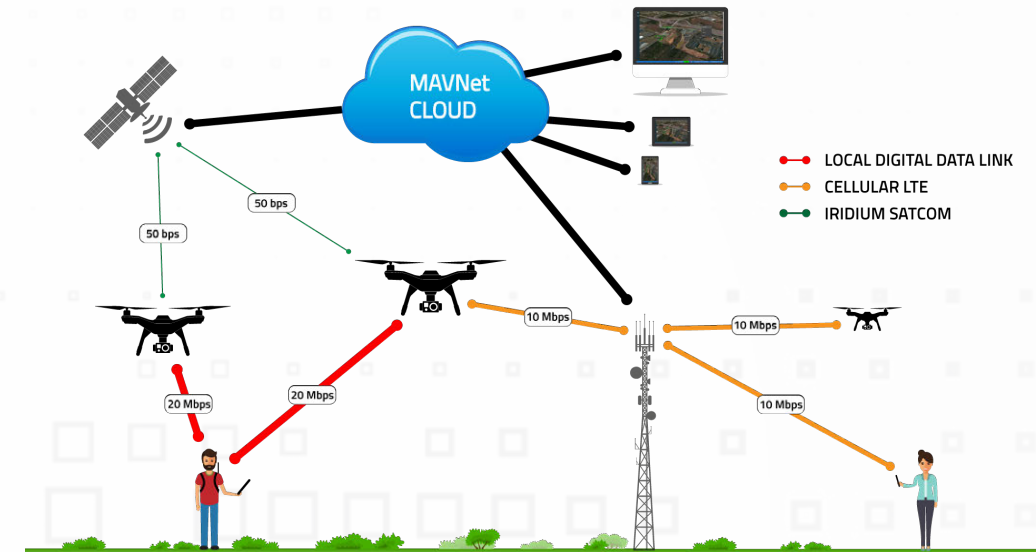 MAVNet
CLOUD
LOCAL DIGITAL DATA LINK
CELLULAR LTE
IRIDIUM SATCOM
50 bps
50 bps
10 Mbps
10 Mbps
20 Mbps
20 Mbps
10 Mbps